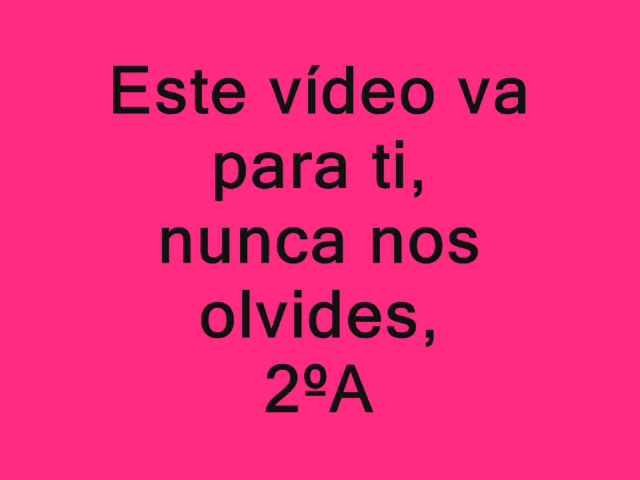 Este vídeo va
para ti,
nunca nos
olvides,
2ºA